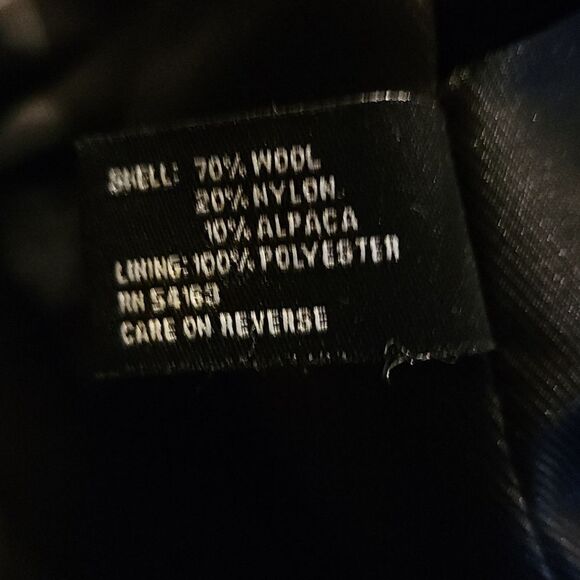 SHELL: 70% WOOL
20% NYLON
10% ALPACA
LINING: 100% POLYESTER
RN 54163
CARE ON REVERSE